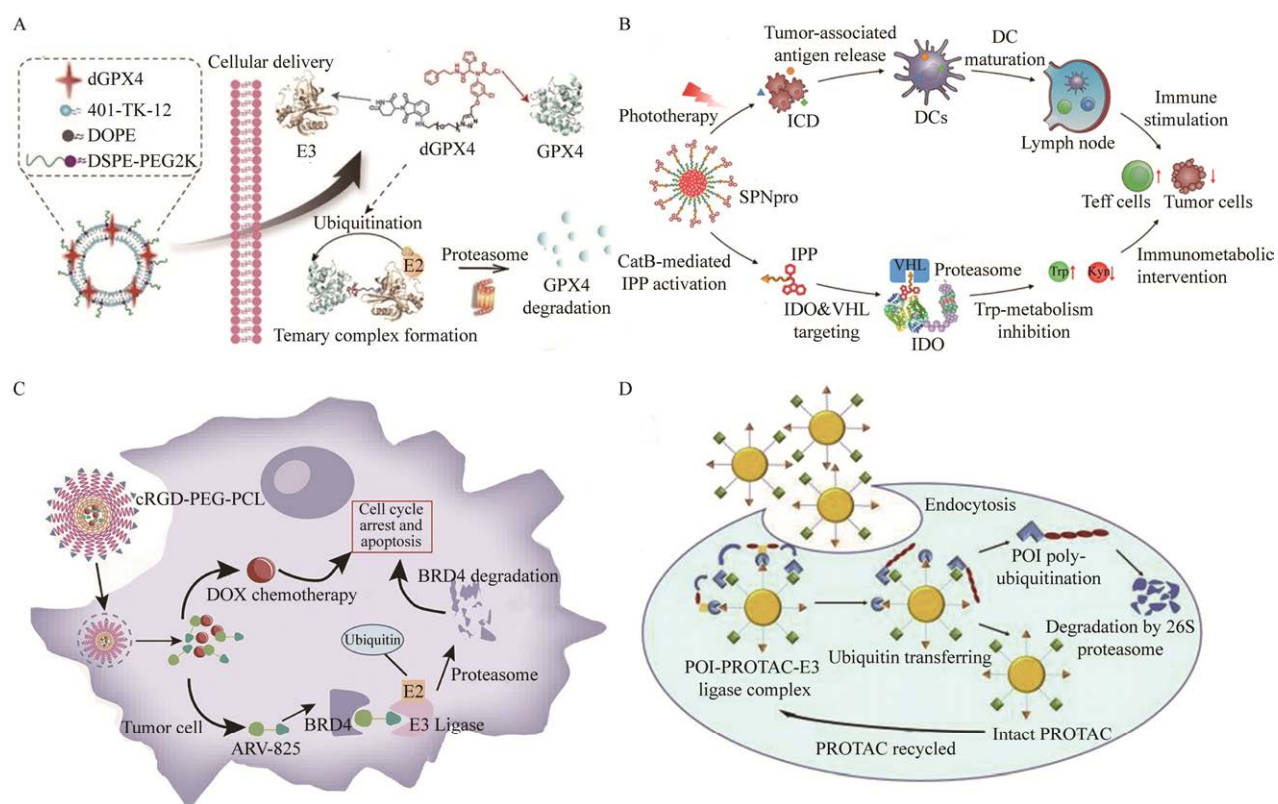 A
dGPX4
401-TK-12
DOPE
DSPE-PEG2K
Cellular delivery
E3
dGPX4
GPX4
Ubiquitination
E2
Proteasome
GPX4
degradation
Temary complex formation
B
Tumor-associated
antigen release
DC
maturation
Phototherapy
ICD
DCs
Lymph node
Immune
stimulation
SPNpro
Teff cells
Tumor cells
CatB-mediated
IPP activation
IPP
IDO&VHL
targeting
VHL
Proteasome
IDO
Trp
Kyn
Trp-metabolism
inhibition
Immunometabolic
intervention
C
cRGD-PEG-PCL
Cell cycle
arrest and
apoptosis
DOX chemotherapy
BRD4 degradation
Ubiquitin
E2
Proteasome
Tumor cell
ARV-825
BRD4
E3 Ligase
D
Endocytosis
POI poly-
ubiquitination
Degradation by 26S
proteasome
POI-PROTAC-E3
ligase complex
Ubiquitin transferring
Intact PROTAC
PROTAC recycled